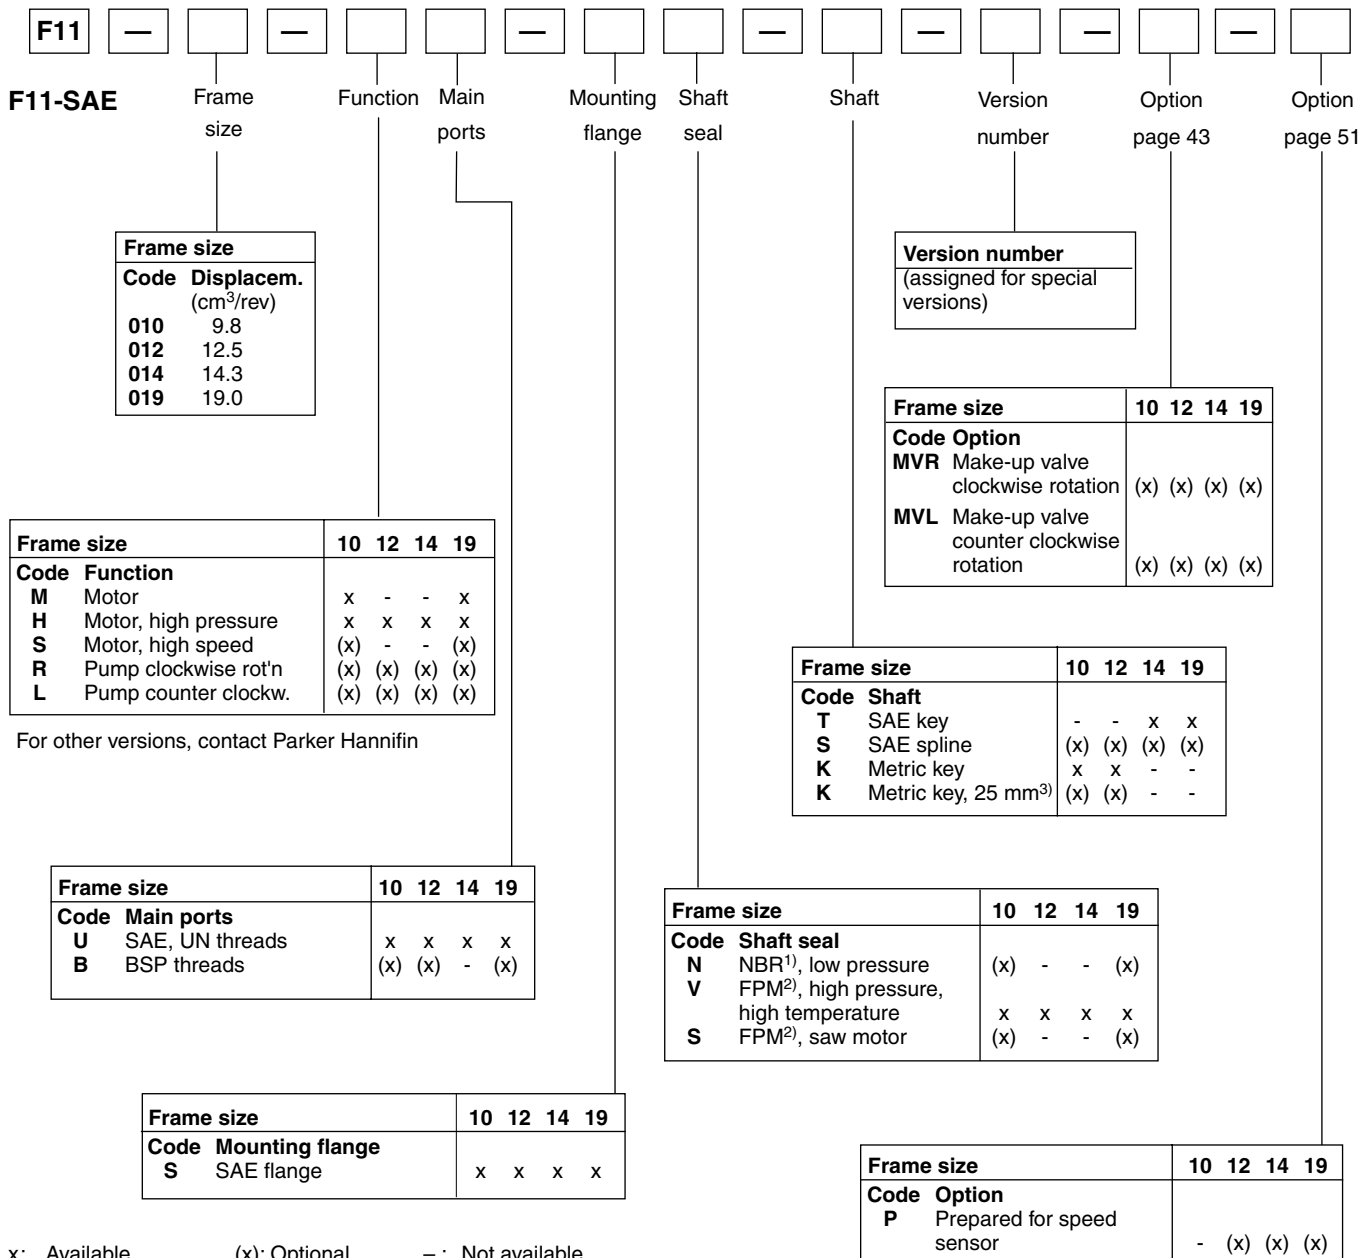 F11 — — — — — — —
F11-SAE
Frame size
Function
Main ports
Mounting flange
Shaft seal
Shaft
Version number
Option page 43
Option page 51
Frame size
Code Displacem.
(cm³/rev)
010 9.8
012 12.5
014 14.3
019 19.0
Version number
(assigned for special
versions)
Frame size 10 12 14 19
Code Option
MVR Make-up valve
clockwise rotation (x) (x) (x) (x)
MVL Make-up valve
counter clockwise
rotation (x) (x) (x) (x)
Frame size 10 12 14 19
Code Function
M Motor x - - x
H Motor, high pressure x x x x
S Motor, high speed (x) - - (x)
R Pump clockwise rot'n (x) (x) (x) (x)
L Pump counter clockw. (x) (x) (x) (x)
For other versions, contact Parker Hannifin
Frame size 10 12 14 19
Code Shaft
T SAE key - - x x
S SAE spline (x) (x) (x) (x)
K Metric key x x - -
K Metric key, 25 mm³⁾ (x) (x) - -
Frame size 10 12 14 19
Code Main ports
U SAE, UN threads x x x x
B BSP threads (x) (x) - (x)
Frame size 10 12 14 19
Code Shaft seal
N NBR¹⁾, low pressure (x) - - (x)
V FPM²⁾, high pressure,
high temperature x x x x
S FPM²⁾, saw motor (x) - - (x)
Frame size 10 12 14 19
Code Mounting flange
S SAE flange x x x x
Frame size 10 12 14 19
Code Option
P Prepared for speed
sensor - (x) (x) (x)
x: Available (x): Optional – : Not available